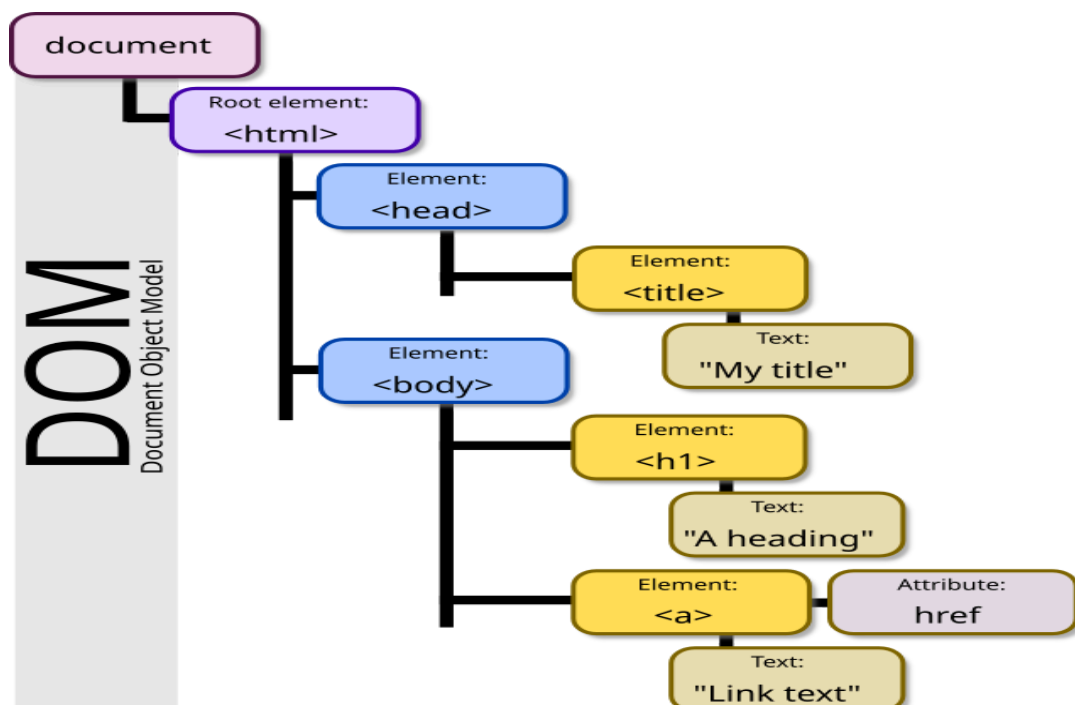 document
Root element:
<html>
Element:
<head>
Element:
<title>
Text:
"My title"
Element:
<body>
Element:
<h1>
Text:
"A heading"
Element:
<a>
Attribute:
href
Text:
"Link text"
DOM
Document Object Model